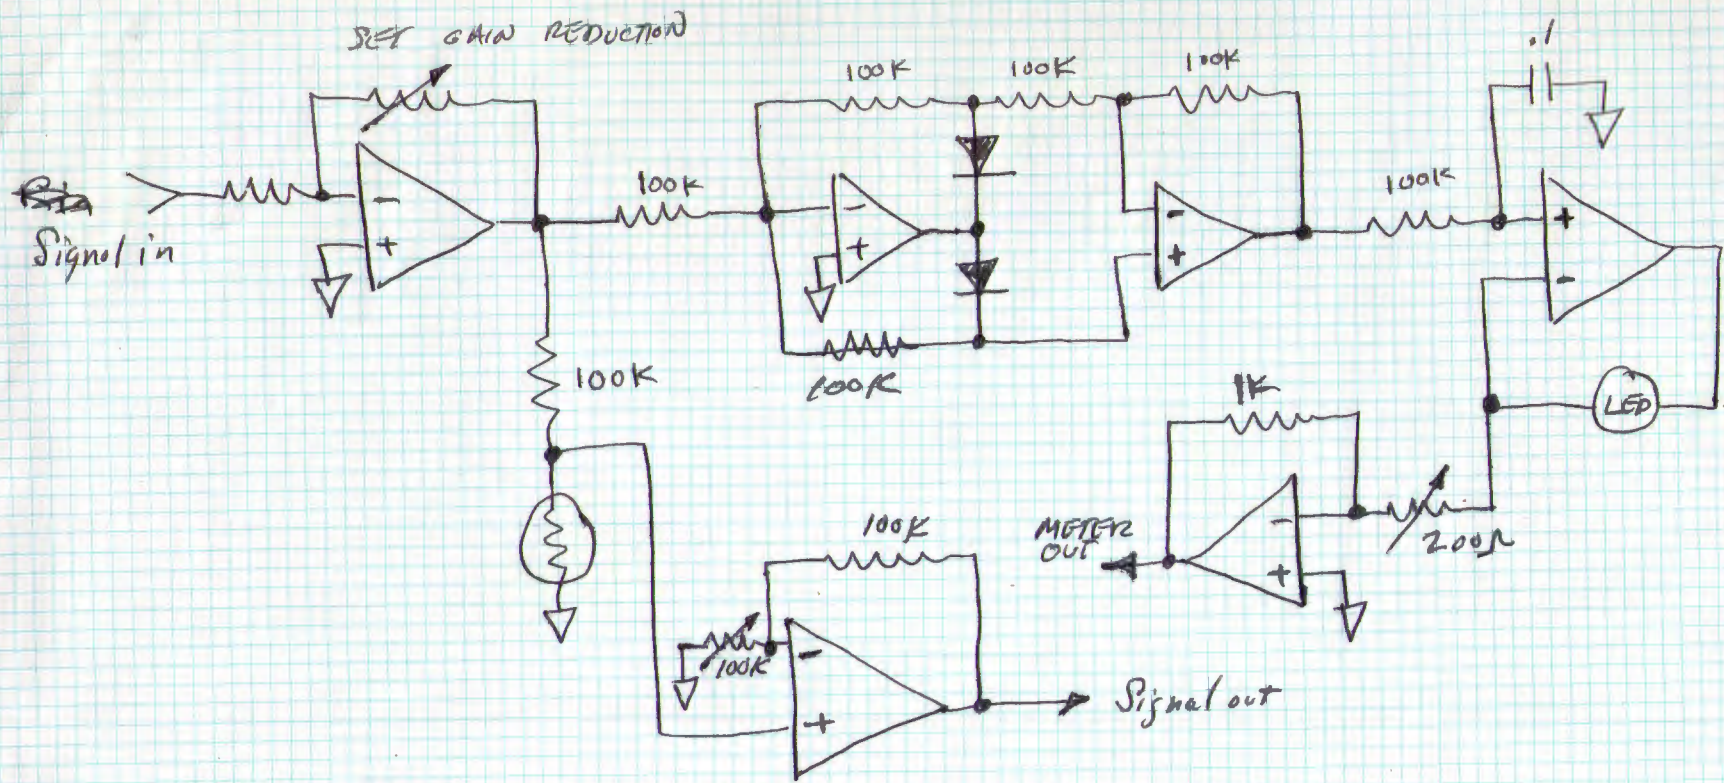 SET GAIN REDUCTION
.1
100K
100K
100K
100K
100K
Signal in
-
+
-
+
-
+
+
-
100K
100K
1K
LED
METER OUT
-
+
200Ω
100K
100K
-
+
Signal out